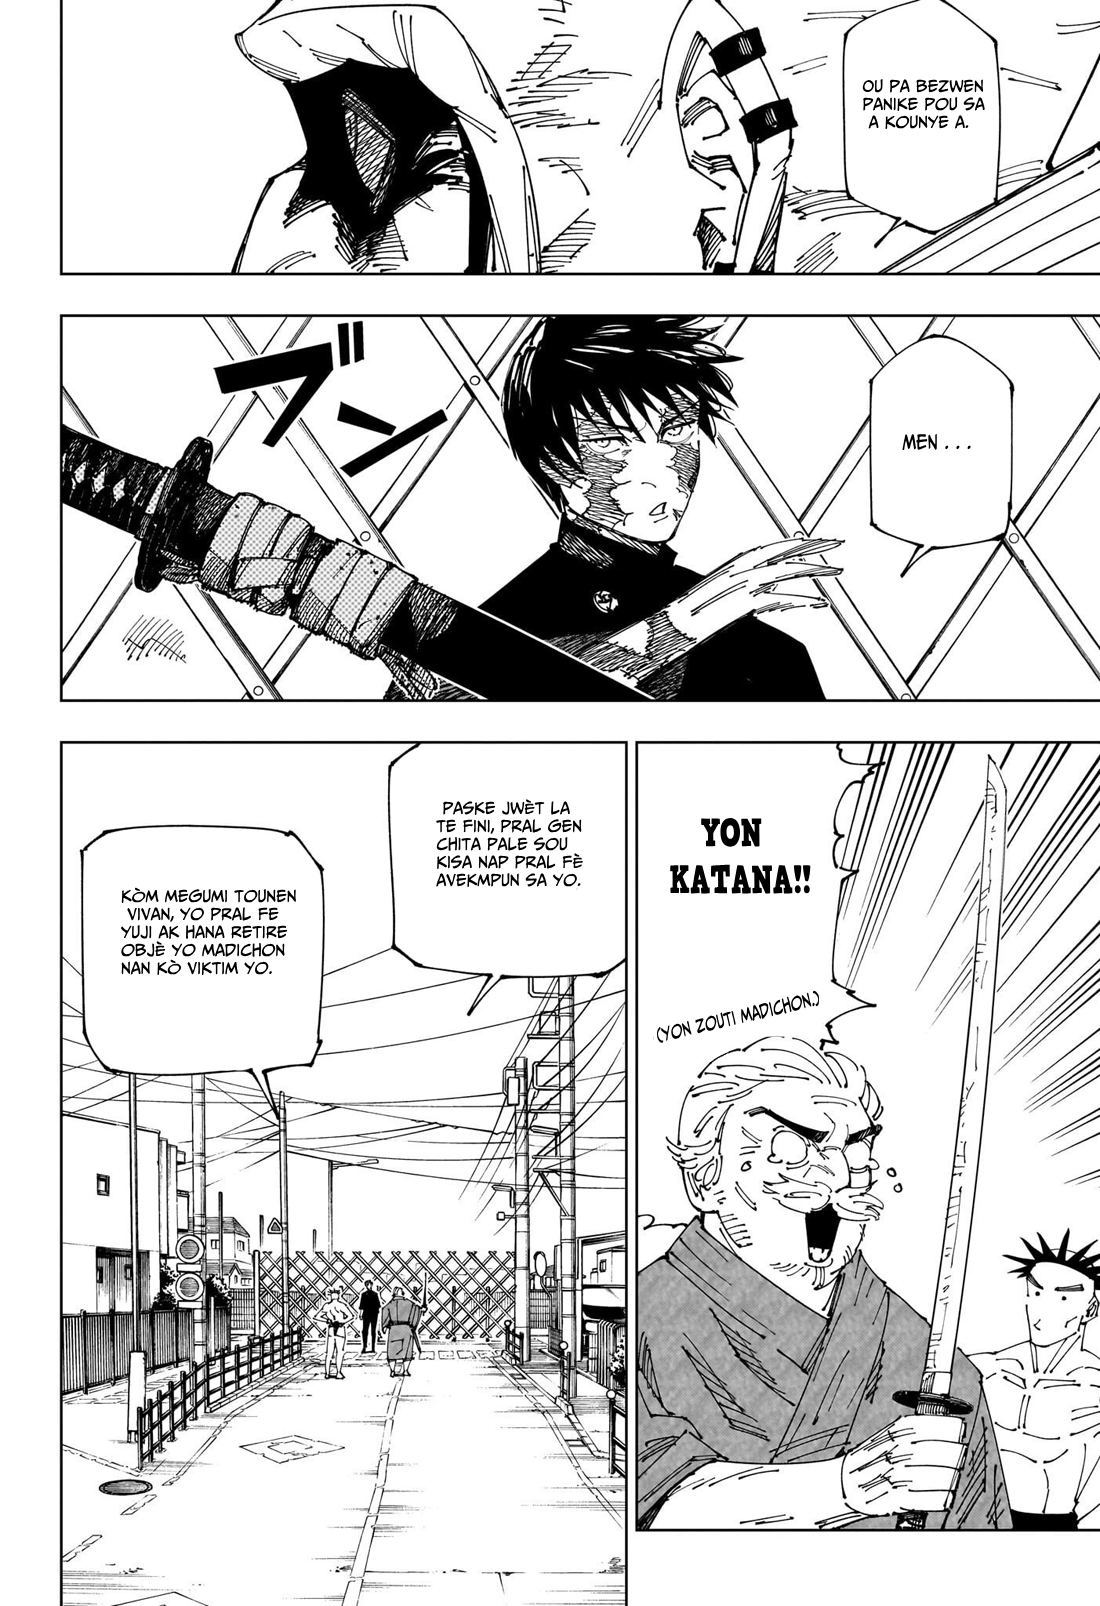 OU PA BEZWEN
PANIKE POU SA
A KOUNYE A.
ブン
MEN . . .
YON
KATANA!!
(YON ZOUTI MADICHON.)
PASKE JWÈT LA
TE FINI, PRAL GEN
CHITA PALE SOU
KISA NAP PRAL FÈ
AVEKMPUN SA YO.
KÒM MEGUMI TOUNEN
VIVAN, YO PRAL FE
YUJI AK HANA RETIRE
OBJÈ YO MADICHON
NAN KÒ VIKTIM YO.